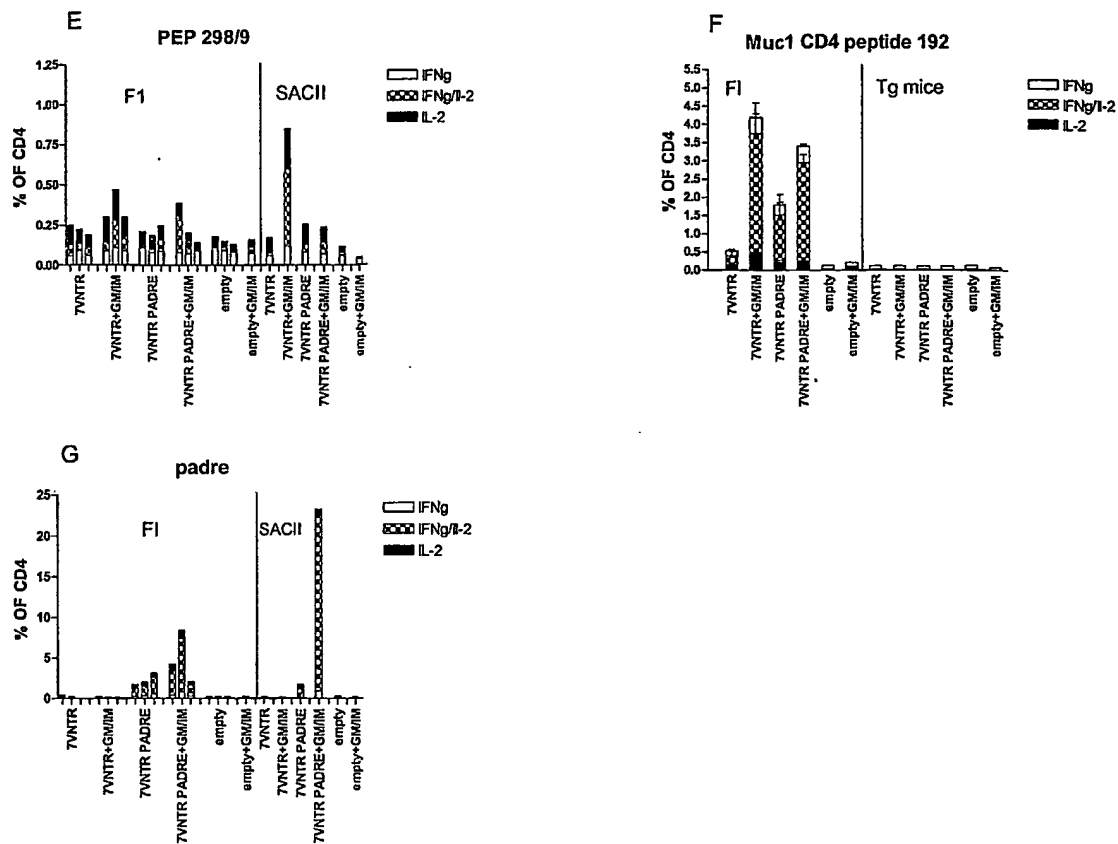 E
PEP 298/9
1.25
1.00
0.75
0.50
0.25
0.00
% OF CD4
F1
SACII
IFNg
IFNg/Il-2
IL-2
7VNTR
7VNTR+GM/IM
7VNTR PADRE
7VNTR PADRE+GM/IM
empty
empty+GM/IM
7VNTR
7VNTR+GM/IM
7VNTR PADRE
7VNTR PADRE+GM/IM
empty
empty+GM/IM
F
Muc1 CD4 peptide 192
5.5
5.0
4.5
4.0
3.5
3.0
2.5
2.0
1.5
1.0
0.5
0.0
% OF CD4
FI
Tg mice
IFNg
IFNg/Il-2
IL-2
7VNTR
7VNTR+GM/IM
7VNTR PADRE
7VNTR PADRE+GM/IM
empty
empty+GM/IM
7VNTR
7VNTR+GM/IM
7VNTR PADRE
7VNTR PADRE+GM/IM
empty
empty+GM/IM
G
padre
25
20
15
10
5
0
% OF CD4
FI
SACII
IFNg
IFNg/Il-2
IL-2
7VNTR
7VNTR+GM/IM
7VNTR PADRE
7VNTR PADRE+GM/IM
empty
empty+GM/IM
7VNTR
7VNTR+GM/IM
7VNTR PADRE
7VNTR PADRE+GM/IM
empty
empty+GM/IM